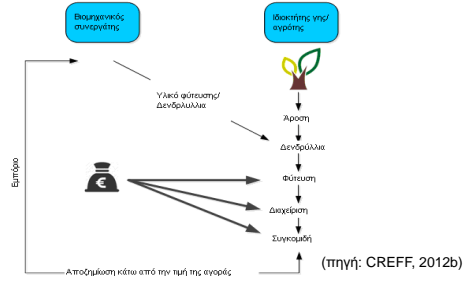 Βιομηχανικός
συνεργάτης
Ιδιοκτήτης γης/
αγρότης
Υλικό φύτευσης/
Δενδρλυλλια
Άροση
Δενδρύλλια
Φύτευση
Διαχείριση
Συγκομιδή
Εμπόριο
€
Αποζημίωση κάτω από την τιμή της αγοράς
(πηγή: CREFF, 2012b)